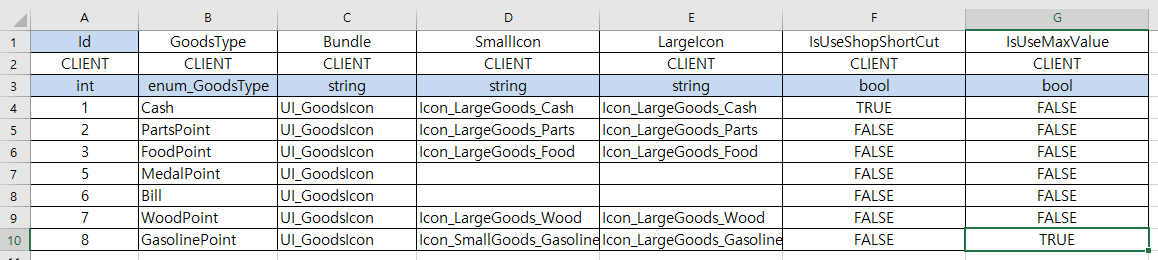 A B C D E F G
1 Id GoodsType Bundle SmallIcon LargeIcon IsUseShopShortCut IsUseMaxValue
2 CLIENT CLIENT CLIENT CLIENT CLIENT CLIENT CLIENT
3 int enum_GoodsType string string string bool bool
4 1 Cash UI_GoodsIcon Icon_LargeGoods_Cash Icon_LargeGoods_Cash TRUE FALSE
5 2 PartsPoint UI_GoodsIcon Icon_LargeGoods_Parts Icon_LargeGoods_Parts FALSE FALSE
6 3 FoodPoint UI_GoodsIcon Icon_LargeGoods_Food Icon_LargeGoods_Food FALSE FALSE
7 5 MedalPoint UI_GoodsIcon FALSE FALSE
8 6 Bill UI_GoodsIcon FALSE FALSE
9 7 WoodPoint UI_GoodsIcon Icon_LargeGoods_Wood Icon_LargeGoods_Wood FALSE FALSE
10 8 GasolinePoint UI_GoodsIcon Icon_SmallGoods_Gasoline Icon_LargeGoods_Gasoline FALSE TRUE